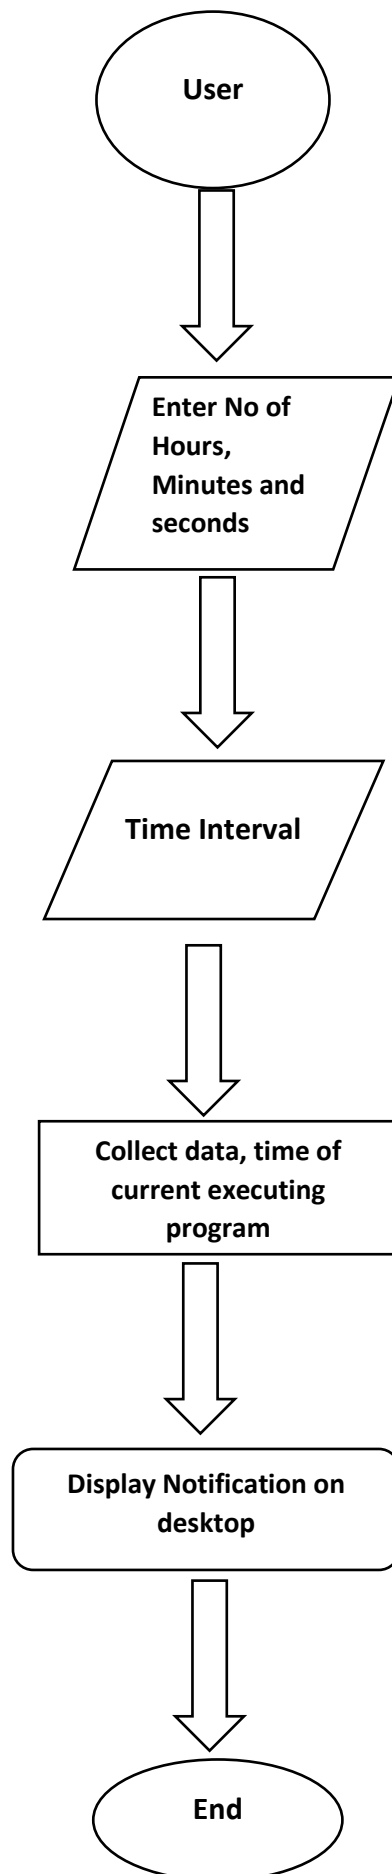 User
Enter No of
Hours,
Minutes and
seconds
Time Interval
Collect data, time of
current executing
program
Display Notification on
desktop
End